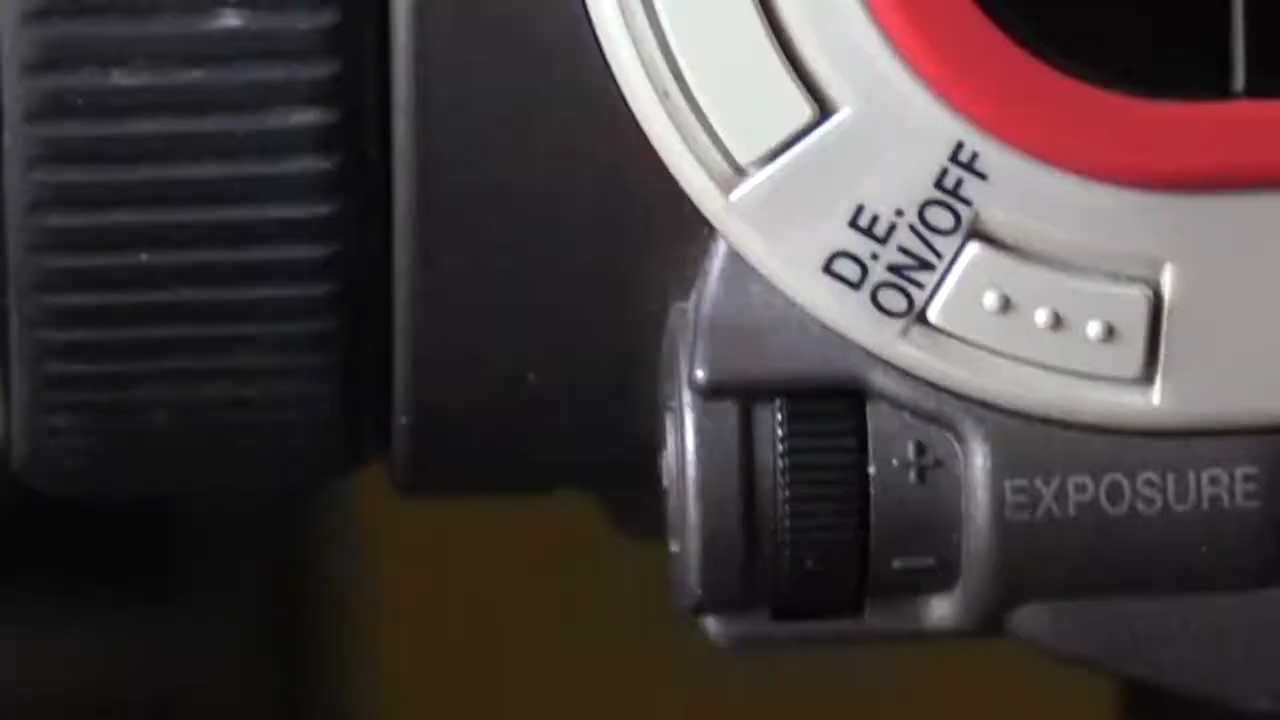 D.E.
ON/OFF
+
EXPOSURE
–